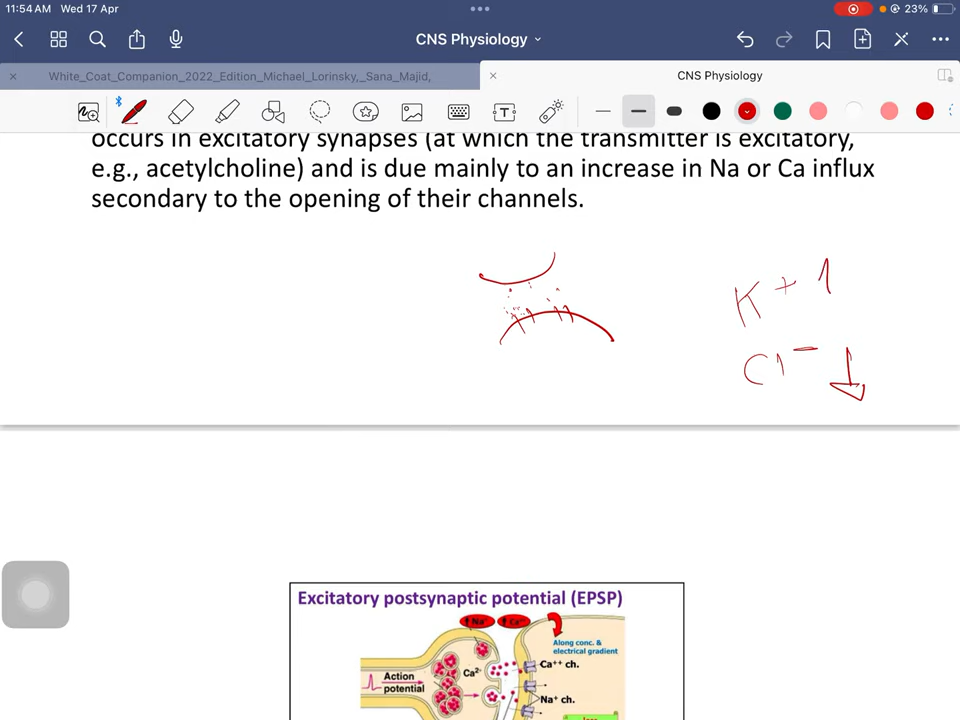 11:54 AM Wed 17 Apr
23%
CNS Physiology
White_Coat_Companion_2022_Edition_Michael_Lorinsky,_Sana_Majid,
CNS Physiology
occurs in excitatory synapses (at which the transmitter is excitatory,
e.g., acetylcholine) and is due mainly to an increase in Na or Ca influx
secondary to the opening of their channels.
K+
Cl-
Excitatory postsynaptic potential (EPSP)
Along conc. &
electrical gradient
Ca²⁺
Ca⁺⁺ ch.
Action
potential
Na⁺ ch.